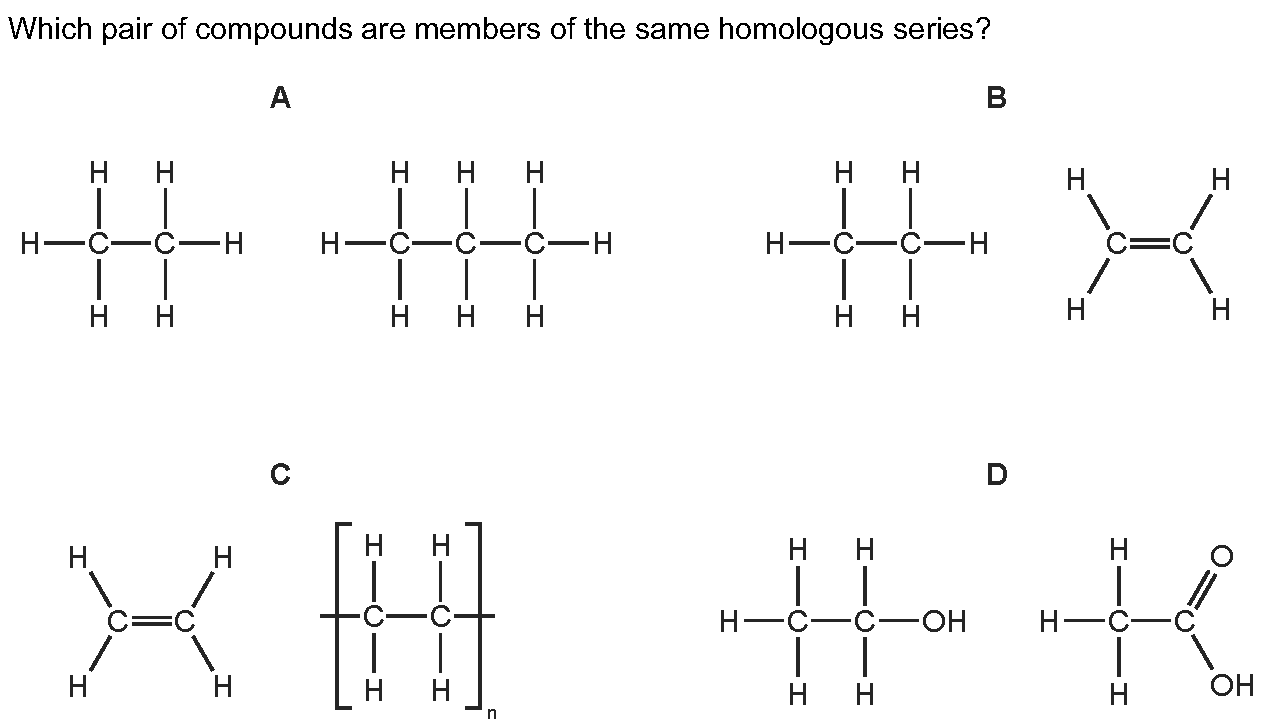 Which pair of compounds are members of the same homologous series?
A B
H H H H H H H H H
H C C H H C C C H H C C H C C
H H H H H H H H H
C D
H H H H H H H O
C C C C H C C OH H C C
H H H H n H H H OH